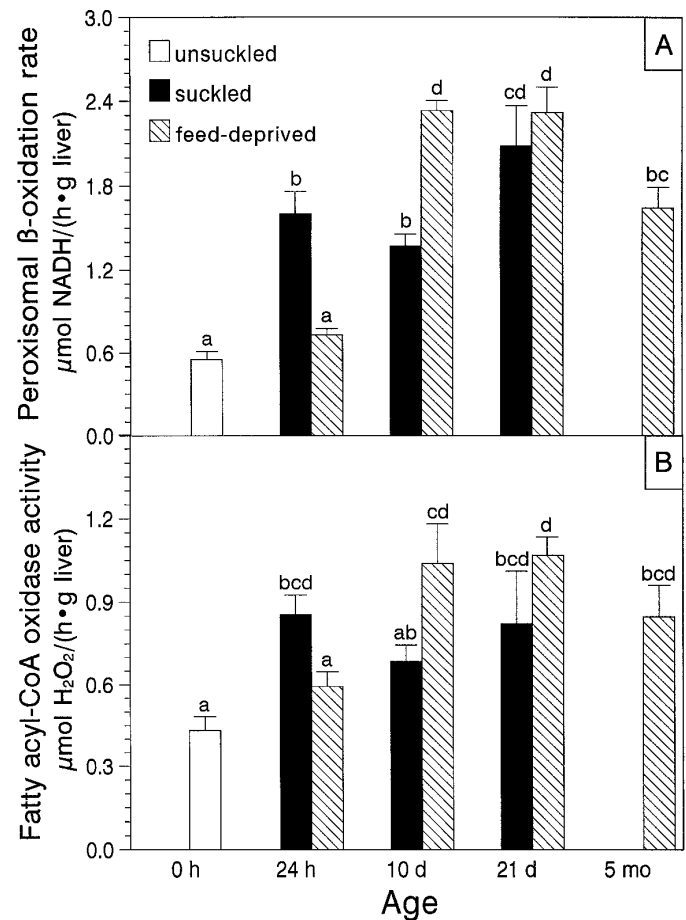 3.0
A
unsuckled
suckled
feed-deprived
d
d
cd
2.4
b
b
bc
1.8
1.2
a
a
0.6
0.0
Peroxisomal ß-oxidation rate
µmol NADH/(h•g liver)
B
1.2
cd
d
bcd
bcd
bcd
0.9
ab
a
0.6
a
0.3
0.0
Fatty acyl-CoA oxidase activity
µmol H₂O₂/(h•g liver)
0 h 24 h 10 d 21 d 5 mo
Age